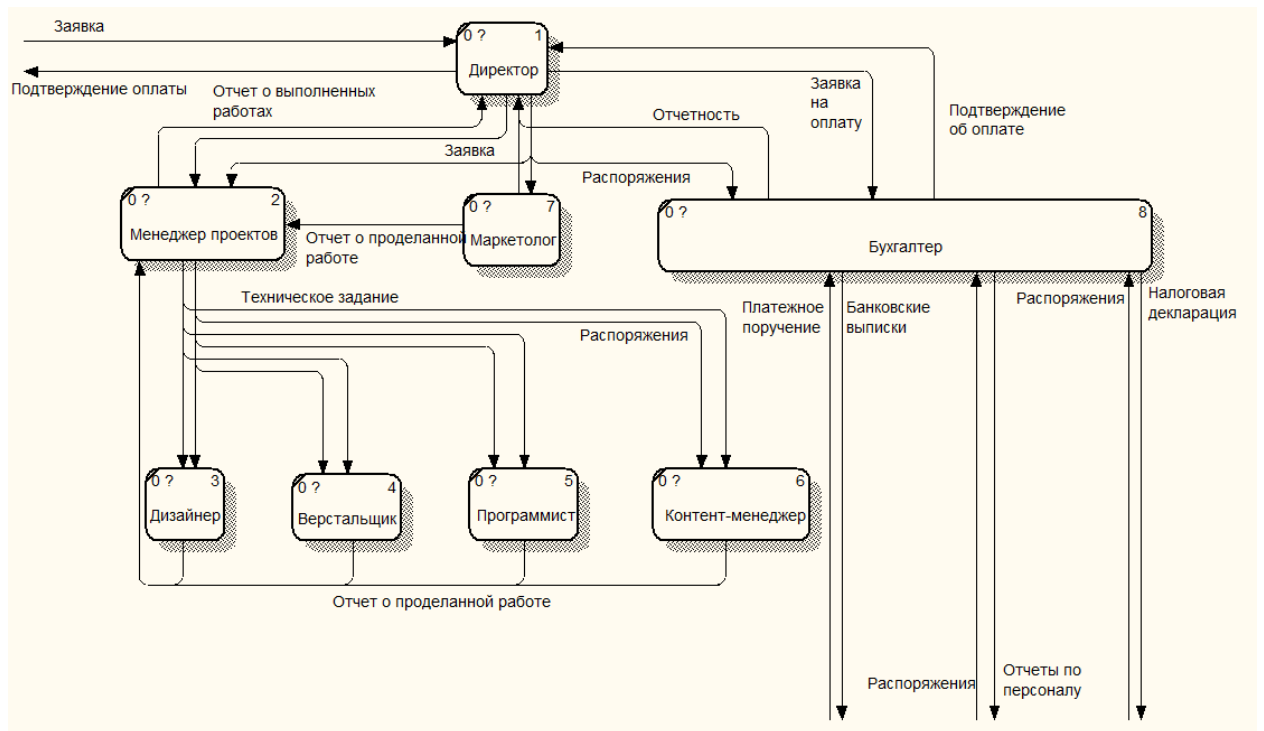 Заявка
0 ? 1
Директор
Подтверждение оплаты
Отчет о выполненных
работах
Заявка
на
оплату
Отчетность
Подтверждение
об оплате
Заявка
Распоряжения
0 ? 2
Менеджер проектов
0 ? 7
Маркетолог
0 ? 8
Бухгалтер
Отчет о проделанной
работе
Техническое задание
Распоряжения
Платежное
поручение
Банковские
выписки
Распоряжения
Налоговая
декларация
0 ? 3
Дизайнер
0 ? 4
Верстальщик
0 ? 5
Программист
0 ? 6
Контент-менеджер
Отчет о проделанной работе
Распоряжения
Отчеты по
персоналу